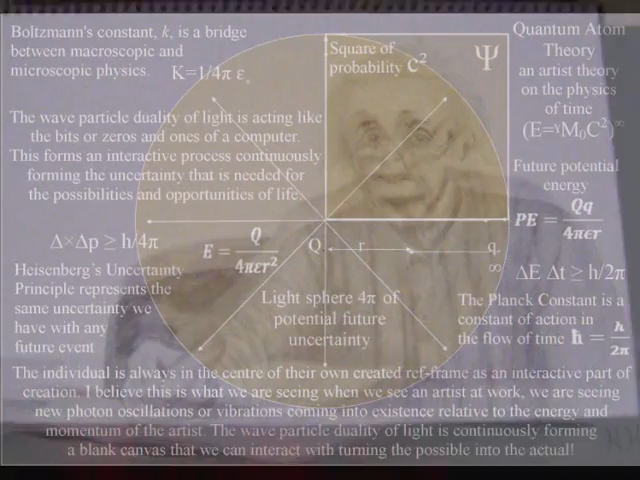 Boltzmann's constant, k, is a bridge
between macroscopic and
microscopic physics.
K=1/4π ε₀
The wave particle duality of light is acting like
the bits or zeros and ones of a computer.
This forms an interactive process continuously
forming the uncertainty that is needed for
the possibilities and opportunities of life.
Δ×Δp ≥ h/4π
Heisenberg's Uncertainty
Principle represents the
same uncertainty we
have with any
future event
Square of
probability c²
Ψ
E = Q/4πεr²
Q
r
q
∞
Light sphere 4π of
potential future
uncertainty
Quantum Atom
Theory
an artist theory
on the physics
of time
(E=ᵞM₀C²)∞
Future potential
energy
PE = Qq/4πεr
ΔE Δt ≥ h/2π
The Planck Constant is a
constant of action in
the flow of time ħ = h/2π
The individual is always in the centre of their own created ref-frame as an interactive part of
creation. I believe this is what we are seeing when we see an artist at work, we are seeing
new photon oscillations or vibrations coming into existence relative to the energy and
momentum of the artist. The wave particle duality of light is continuously forming
a blank canvas that we can interact with turning the possible into the actual!